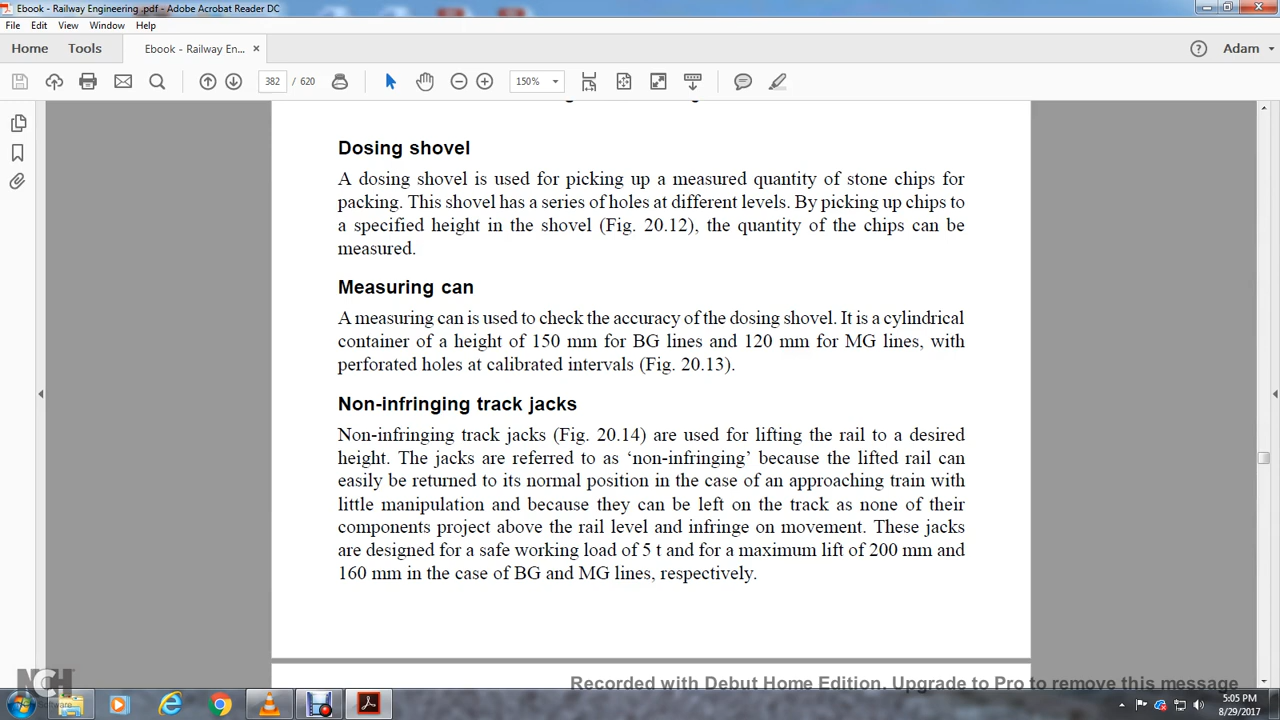 Ebook - Railway Engineering .pdf - Adobe Acrobat Reader DC
File Edit View Window Help
Home Tools Ebook - Railway En... × Adam
382 / 620 150%
Dosing shovel
A dosing shovel is used for picking up a measured quantity of stone chips for
packing. This shovel has a series of holes at different levels. By picking up chips to
a specified height in the shovel (Fig. 20.12), the quantity of the chips can be
measured.
Measuring can
A measuring can is used to check the accuracy of the dosing shovel. It is a cylindrical
container of a height of 150 mm for BG lines and 120 mm for MG lines, with
perforated holes at calibrated intervals (Fig. 20.13).
Non-infringing track jacks
Non-infringing track jacks (Fig. 20.14) are used for lifting the rail to a desired
height. The jacks are referred to as ‘non-infringing’ because the lifted rail can
easily be returned to its normal position in the case of an approaching train with
little manipulation and because they can be left on the track as none of their
components project above the rail level and infringe on movement. These jacks
are designed for a safe working load of 5 t and for a maximum lift of 200 mm and
160 mm in the case of BG and MG lines, respectively.
NCH
Software
Recorded with Debut Home Edition. Upgrade to Pro to remove this message
5:05 PM
8/29/2017